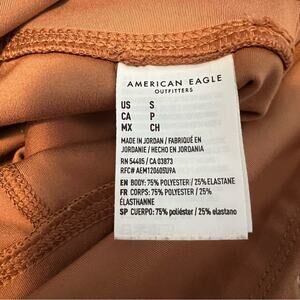 AMERICAN EAGLE
OUTFITTERS
US S
CA P
MX CH
MADE IN JORDAN / FABRIQUÉ EN
JORDANIE / HECHO EN JORDANIA
RN 54485 / CA 03873
RFC# AEM120605U9A
EN BODY: 75% POLYESTER / 25% ELASTANE
FR CORPS: 75% POLYESTER / 25%
ÉLASTHANNE
SP CUERPO: 75% poliéster / 25% elastano